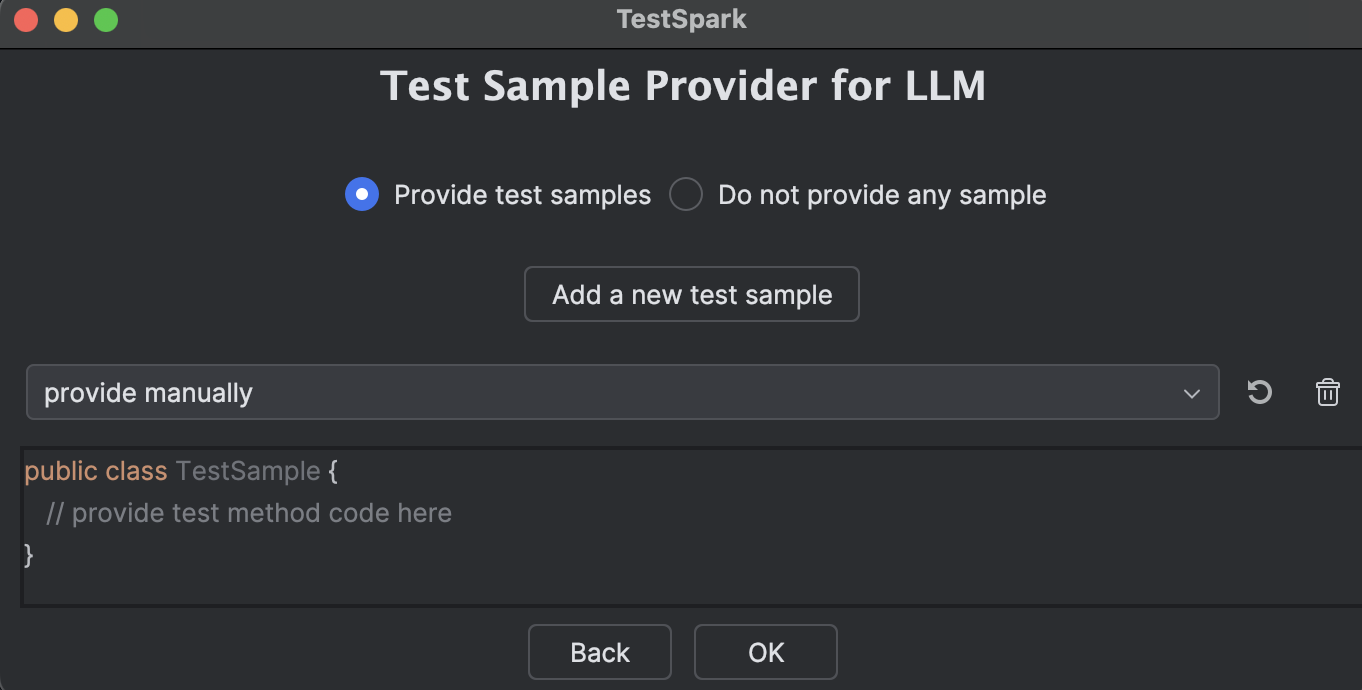 TestSpark
Test Sample Provider for LLM
Provide test samples Do not provide any sample
Add a new test sample
provide manually
public class TestSample {
// provide test method code here
}
Back OK